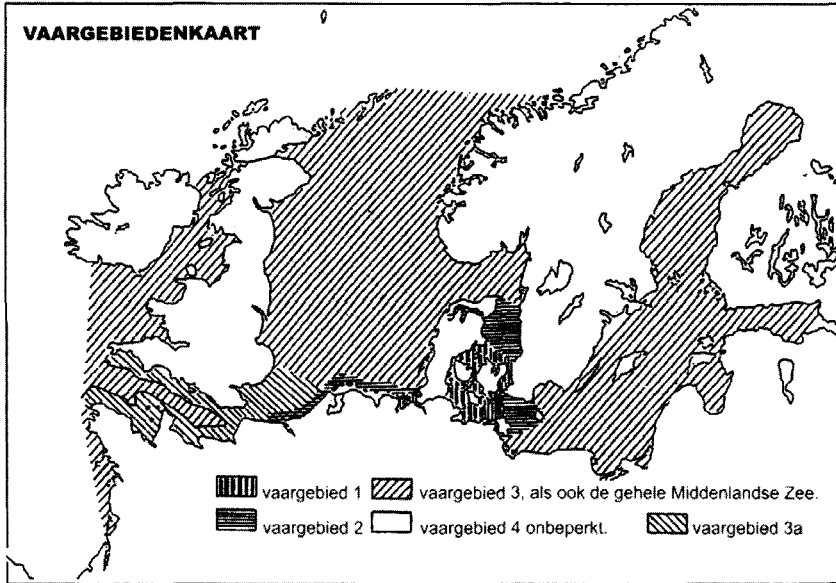 VAARGEBIEDENKAART
vaargebied 1 vaargebied 3, als ook de gehele Middenlandse Zee.
vaargebied 2 vaargebied 4 onbeperkt. vaargebied 3a